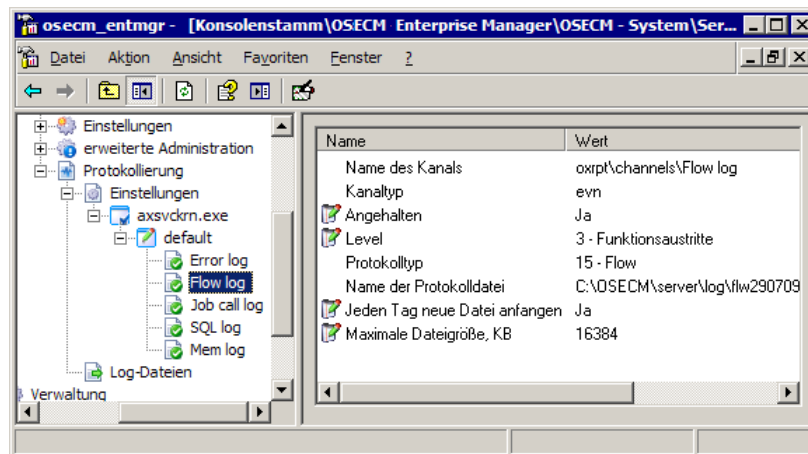 osecm_entmgr - [Konsolenstamm\OSECM Enterprise Manager\OSECM - System\Ser...
Datei Aktion Ansicht Favoriten Fenster ?
Einstellungen
erweiterte Administration
Protokollierung
Einstellungen
axsvckrn.exe
default
Error log
Flow log
Job call log
SQL log
Mem log
Log-Dateien
Verwaltung
Name Wert
Name des Kanals oxrpt\channels\Flow log
Kanaltyp evn
Angehalten Ja
Level 3 - Funktionsaustritte
Protokolltyp 15 - Flow
Name der Protokolldatei C:\OSECM\server\log\flw290709
Jeden Tag neue Datei anfangen Ja
Maximale Dateigröße, KB 16384